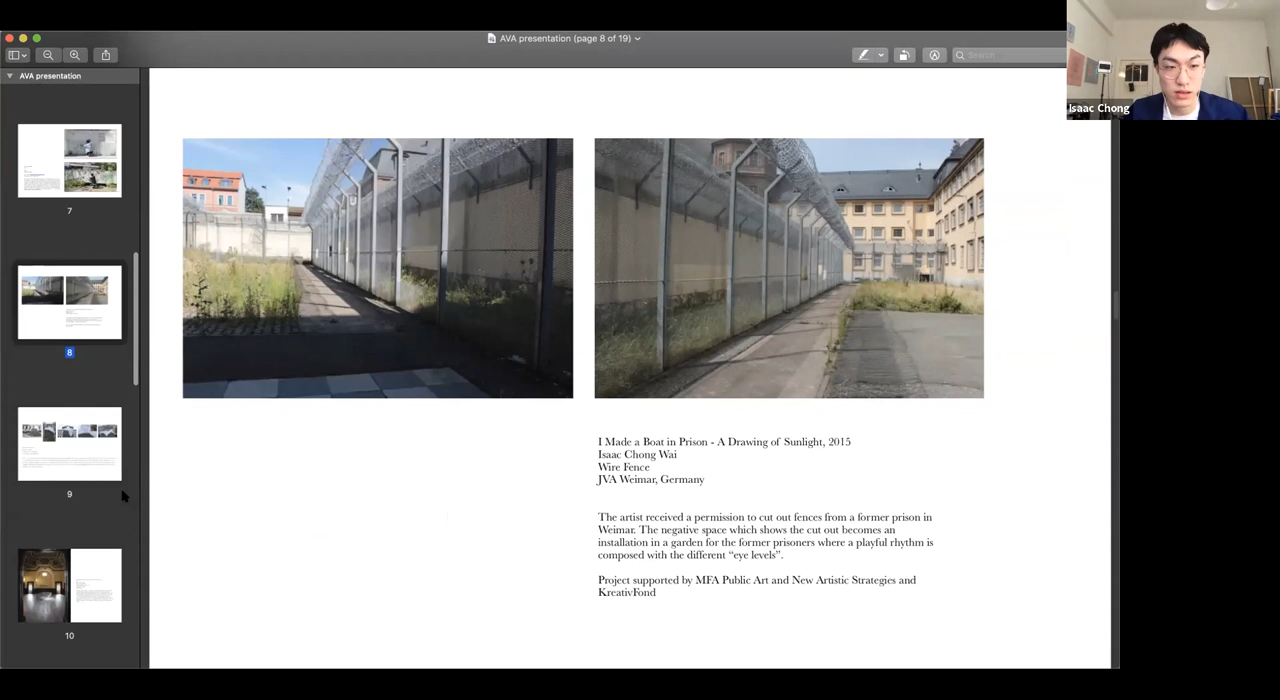 AVA presentation (page 8 of 19)
Search
AVA presentation
Isaac Chong
7
8
9
10
I Made a Boat in Prison - A Drawing of Sunlight, 2015
Isaac Chong Wai
Wire Fence
JVA Weimar, Germany
The artist received a permission to cut out fences from a former prison in
Weimar. The negative space which shows the cut out becomes an
installation in a garden for the former prisoners where a playful rhythm is
composed with the different “eye levels”.
Project supported by MFA Public Art and New Artistic Strategies and
KreativFond